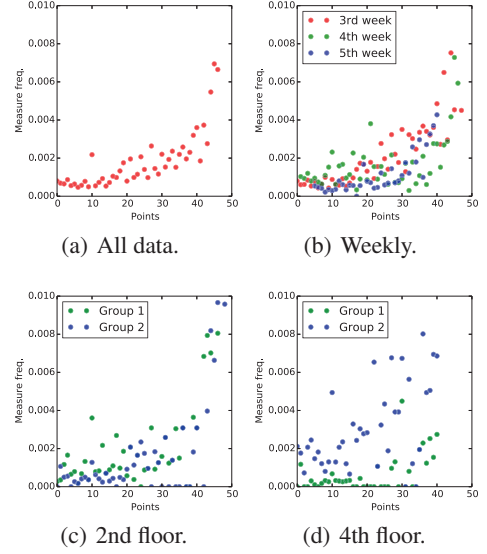 0.010
0.008
0.006
0.004
0.002
0.000
Measure freq.
0 10 20 30 40 50
Points
(a) All data.
0.010
0.008
0.006
0.004
0.002
0.000
Measure freq.
3rd week
4th week
5th week
0 10 20 30 40 50
Points
(b) Weekly.
0.010
0.008
0.006
0.004
0.002
0.000
Measure freq.
Group 1
Group 2
0 10 20 30 40 50
Points
(c) 2nd floor.
0.010
0.008
0.006
0.004
0.002
0.000
Measure freq.
Group 1
Group 2
0 10 20 30 40 50
Points
(d) 4th floor.